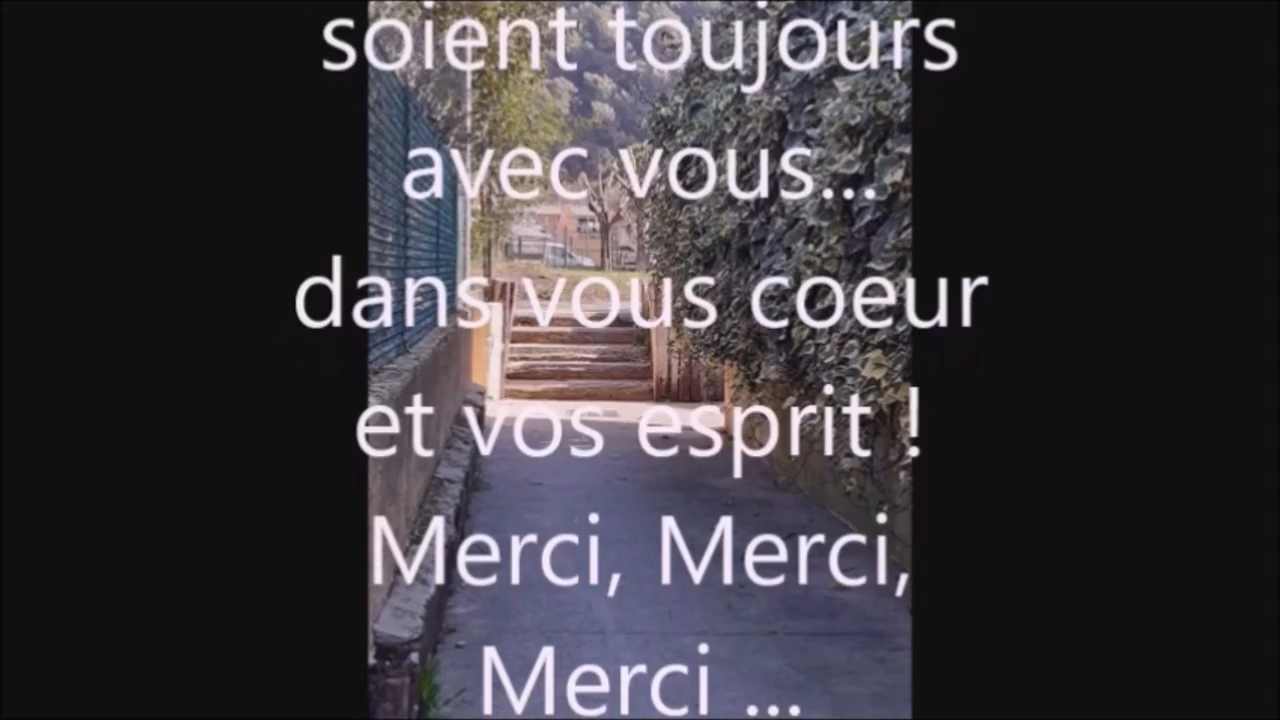 soient toujours
avec vous...
dans vous coeur
et vos esprit !
Merci, Merci,
Merci ...